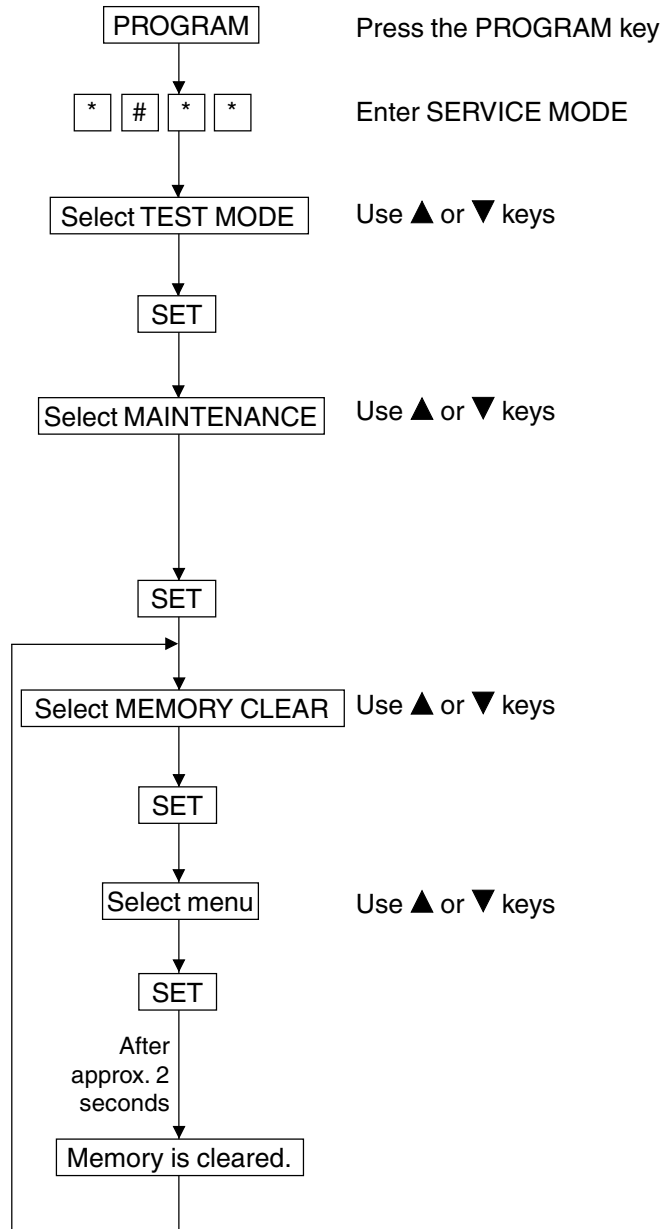 PROGRAM Press the PROGRAM key
* # * * Enter SERVICE MODE
Select TEST MODE Use ▲ or ▼ keys
SET
Select MAINTENANCE Use ▲ or ▼ keys
SET
Select MEMORY CLEAR Use ▲ or ▼ keys
SET
Select menu Use ▲ or ▼ keys
SET
After
approx. 2
seconds
Memory is cleared.